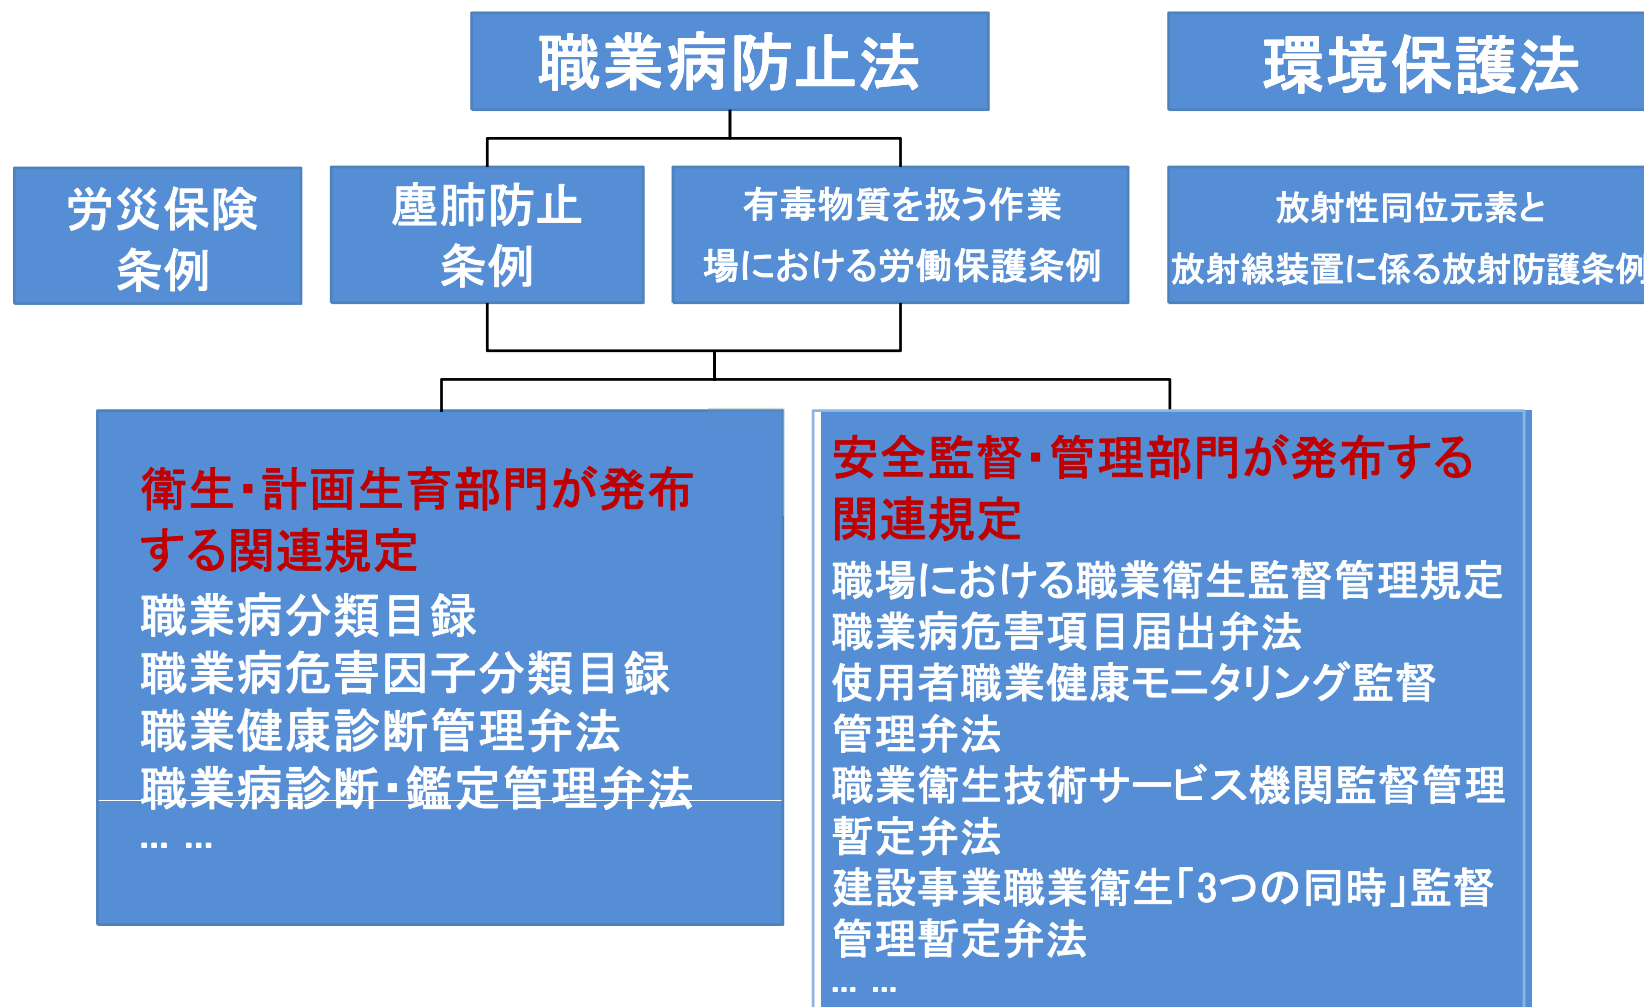 職業病防止法
環境保護法
労災保険
条例
塵肺防止
条例
有毒物質を扱う作業
場における労働保護条例
放射性同位元素と
放射線装置に係る放射防護条例
衛生・計画生育部門が発布
する関連規定
職業病分類目録
職業病危害因子分類目録
職業健康診断管理弁法
職業病診断・鑑定管理弁法
… …
安全監督・管理部門が発布する
関連規定
職場における職業衛生監督管理規定
職業病危害項目届出弁法
使用者職業健康モニタリング監督
管理弁法
職業衛生技術サービス機関監督管理
暫定弁法
建設事業職業衛生「3つの同時」監督
管理暫定弁法
… …